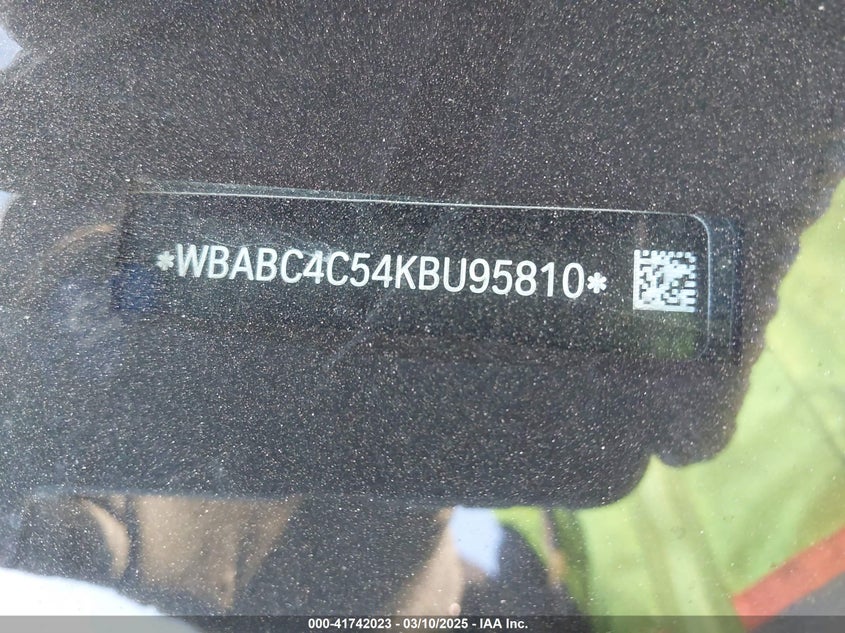 *WBABC4C54KBU95810*
000-41742023 — 03/10/2025 — IAA Inc.